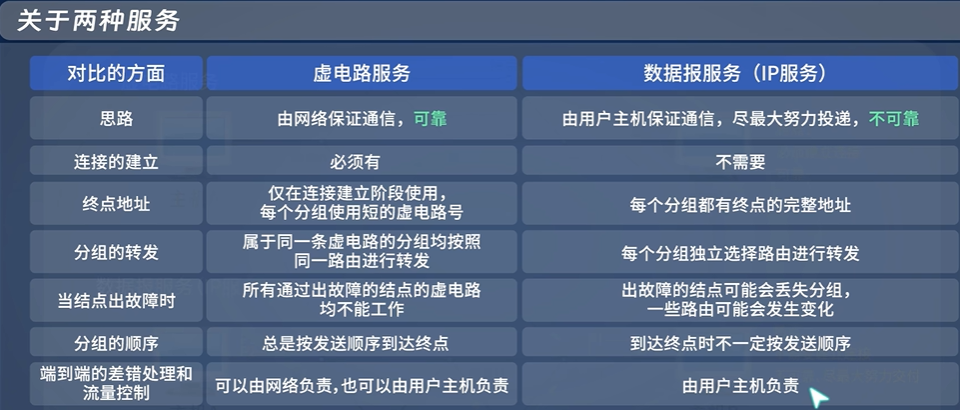 关于两种服务
对比的方面
虚电路服务
数据报服务（IP服务）
思路
由网络保证通信，可靠
由用户主机保证通信，尽最大努力投递，不可靠
连接的建立
必须有
不需要
终点地址
仅在连接建立阶段使用，
每个分组使用短的虚电路号
每个分组都有终点的完整地址
分组的转发
属于同一条虚电路的分组均按照
同一路由进行转发
每个分组独立选择路由进行转发
当结点出故障时
所有通过出故障的结点的虚电路
均不能工作
出故障的结点可能会丢失分组，
一些路由可能会发生变化
分组的顺序
总是按发送顺序到达终点
到达终点时不一定按发送顺序
端到端的差错处理和
流量控制
可以由网络负责，也可以由用户主机负责
由用户主机负责